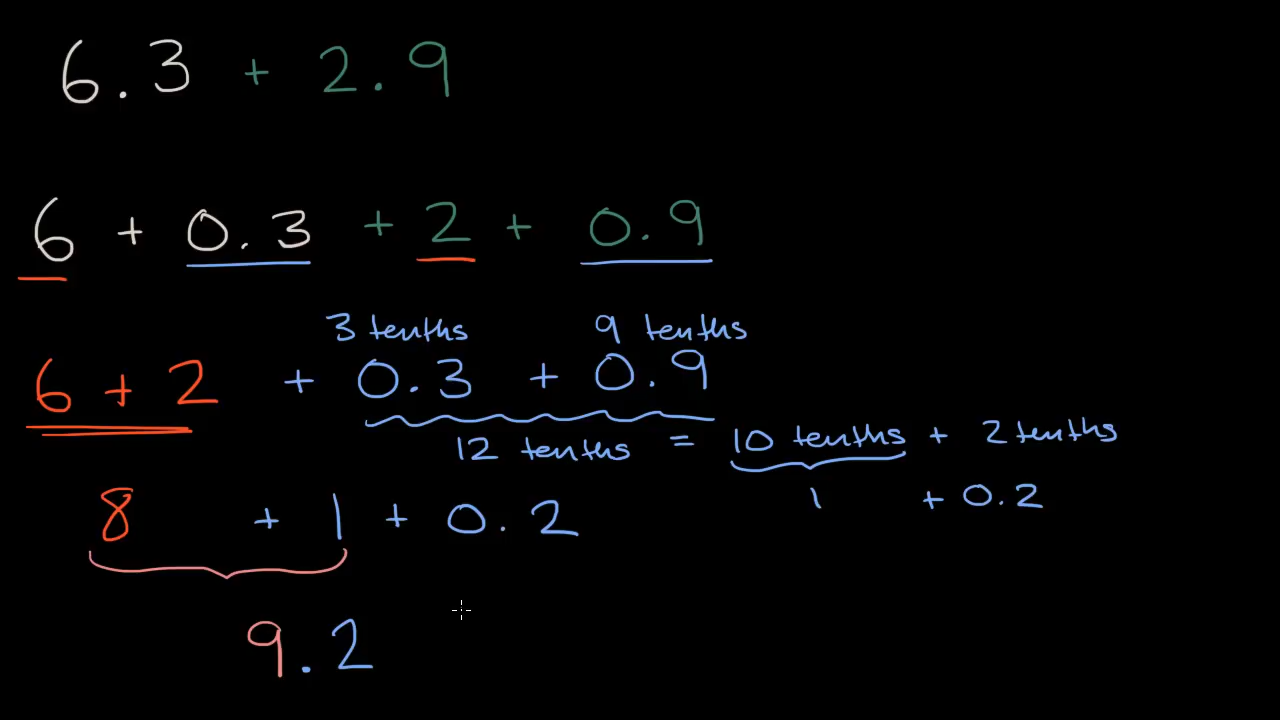 6.3 + 2.9
6 + 0.3 + 2 + 0.9
3 tenths 9 tenths
6 + 2 + 0.3 + 0.9
12 tenths = 10 tenths + 2 tenths
1 + 0.2
8 + 1 + 0.2
9.2